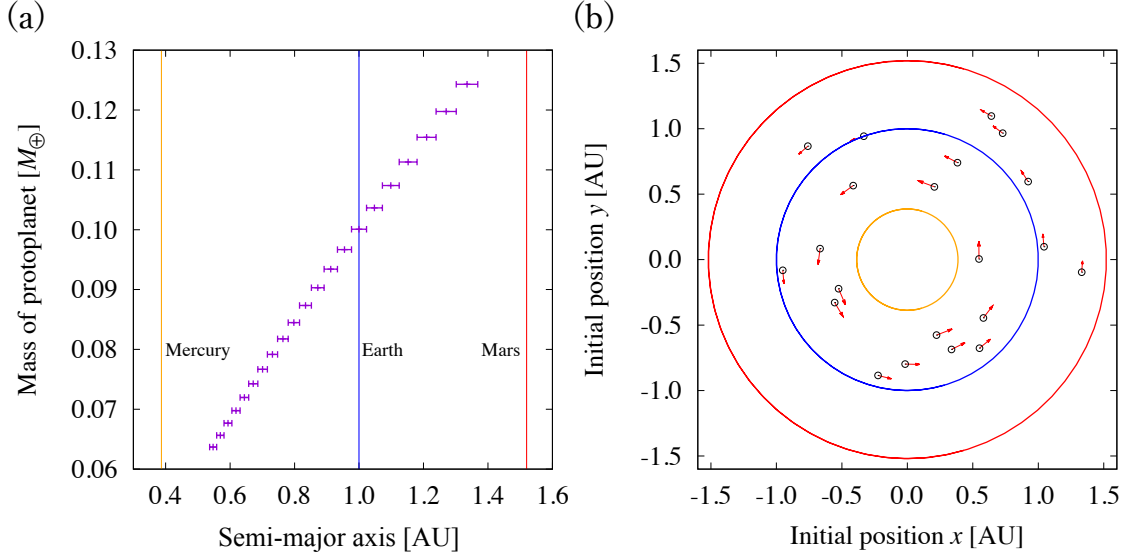 (a)
Mass of protoplanet [M⊕]
0.13
0.12
0.11
0.10
0.09
0.08
0.07
0.06
Mercury
Earth
Mars
0.4 0.6 0.8 1.0 1.2 1.4 1.6
Semi-major axis [AU]
(b)
Initial position y [AU]
1.5
1.0
0.5
0.0
-0.5
-1.0
-1.5
-1.5 -1.0 -0.5 0.0 0.5 1.0 1.5
Initial position x [AU]